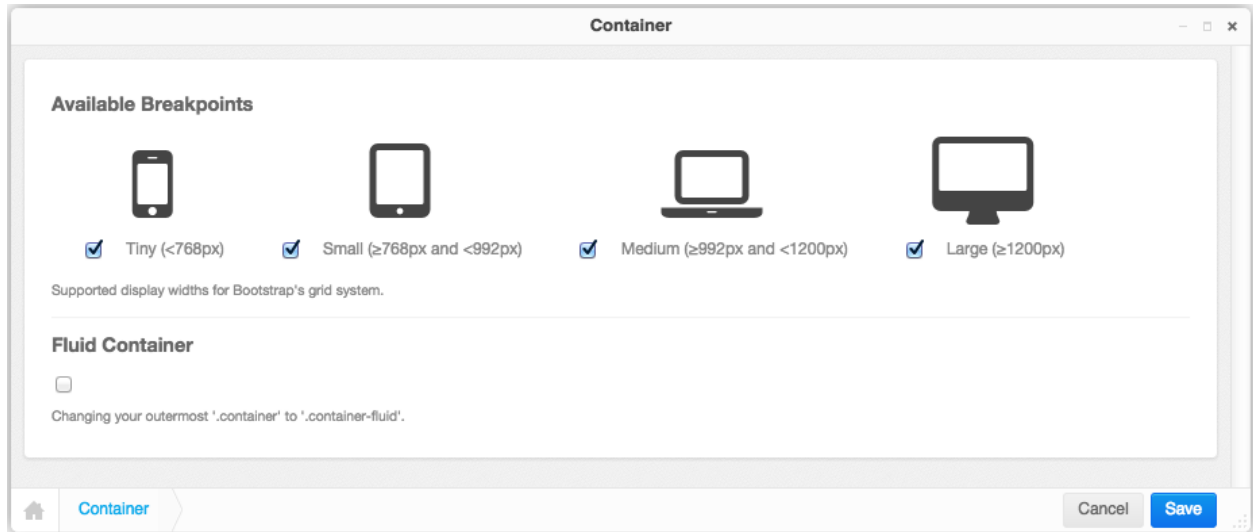 Container
Available Breakpoints
Tiny (<768px) Small (≥768px and <992px) Medium (≥992px and <1200px) Large (≥1200px)
Supported display widths for Bootstrap's grid system.
Fluid Container
Changing your outermost '.container' to '.container-fluid'.
Container Cancel Save